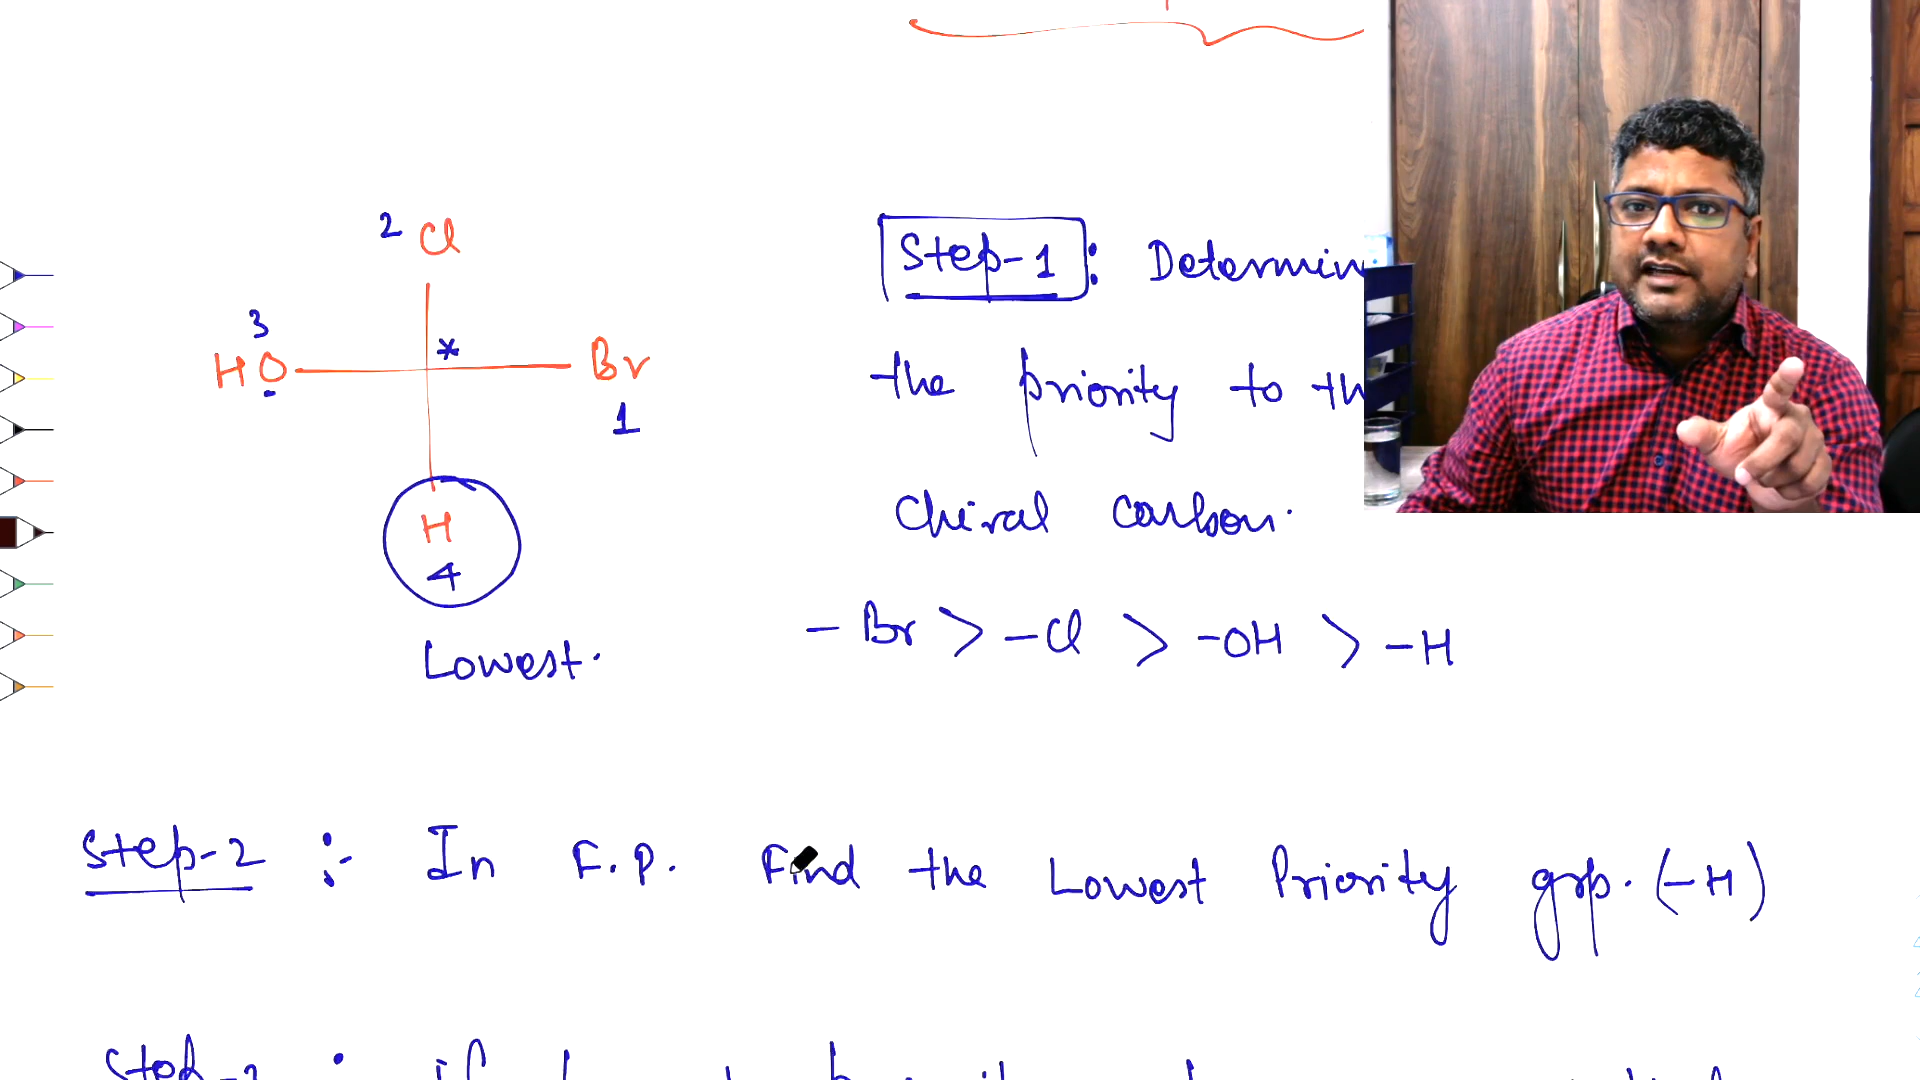 2 Cl
Step-1 : Determin
3
HO * Br
the priority to th
1
H
4
chiral carbon.
- Br > -Cl > -OH > -H
Lowest.
Step-2 :- In F.P. Find the Lowest Priority grp. (-H)